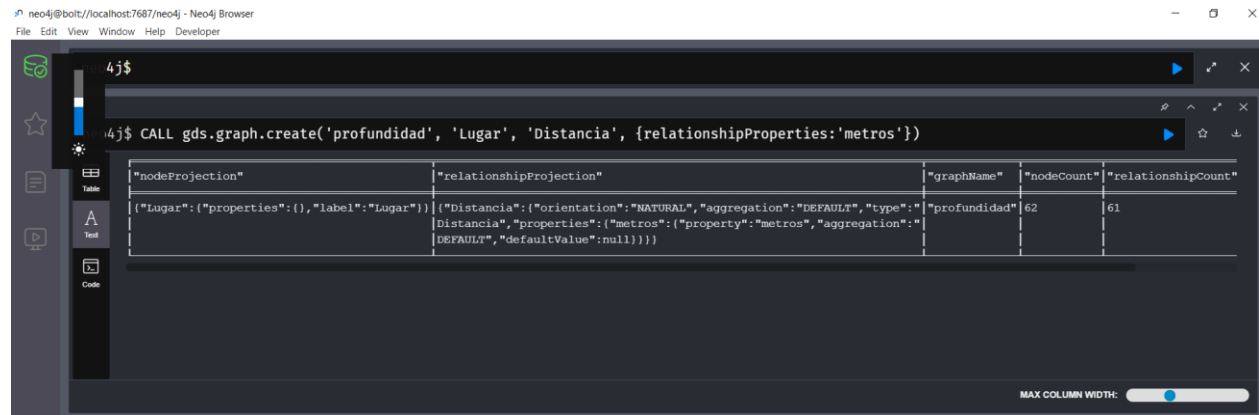 neo4j@bolt://localhost:7687/neo4j - Neo4j Browser
File Edit View Window Help Developer
neo4j$
neo4j$ CALL gds.graph.create('profundidad', 'Lugar', 'Distancia', {relationshipProperties:'metros'})
Table
"nodeProjection" "relationshipProjection" "graphName" "nodeCount" "relationshipCount"
{"Lugar":{"properties":{},"label":"Lugar"}} {"Distancia":{"orientation":"NATURAL","aggregation":"DEFAULT","type":" "profundidad" 62 61
A
Text
Distancia","properties":{"metros":{"property":"metros","aggregation":"
DEFAULT","defaultValue":null}}}}
Code
MAX COLUMN WIDTH: